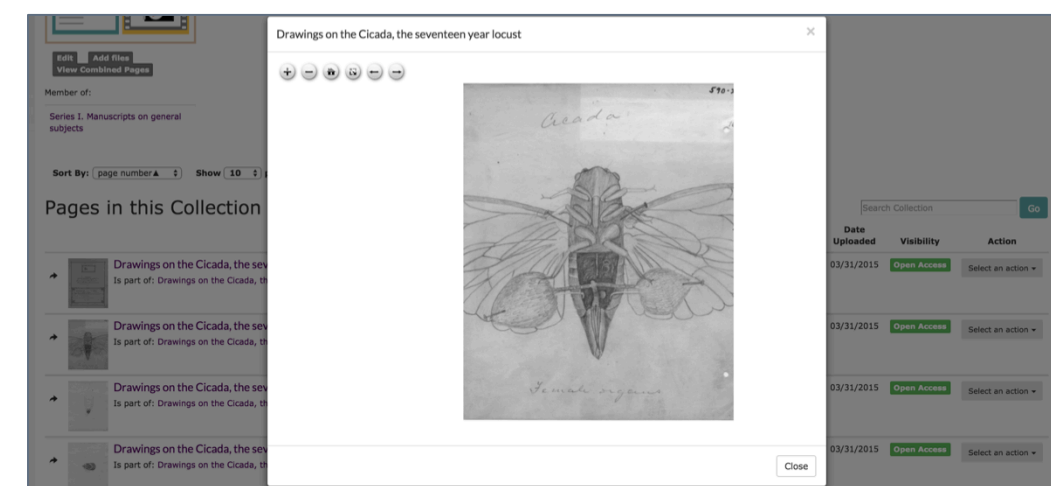 Drawings on the Cicada, the seventeen year locust
×
Edit Add files
View Combined Pages
Member of:
Series I. Manuscripts on general
subjects
Sort By: page number▲ Show 10
Pages in this Collection
Search Collection Go
Date
Uploaded Visibility Action
Drawings on the Cicada, the sev 03/31/2015 Open Access Select an action
Is part of: Drawings on the Cicada, th
Drawings on the Cicada, the sev 03/31/2015 Open Access Select an action
Is part of: Drawings on the Cicada, th
Drawings on the Cicada, the sev 03/31/2015 Open Access Select an action
Is part of: Drawings on the Cicada, th
Drawings on the Cicada, the sev 03/31/2015 Open Access Select an action
Is part of: Drawings on the Cicada, th
Cicada
Female organs
Close